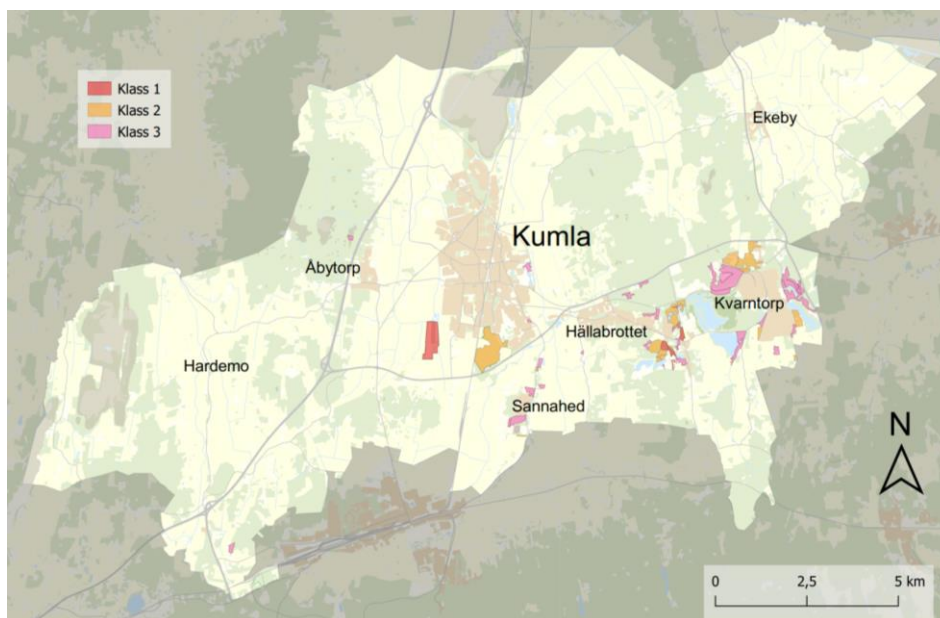 Klass 1
Klass 2
Klass 3
Ekeby
Kumla
Åbytorp
Kvarntorp
Hällabrottet
Hardemo
Sannahed
N
0 2,5 5 km